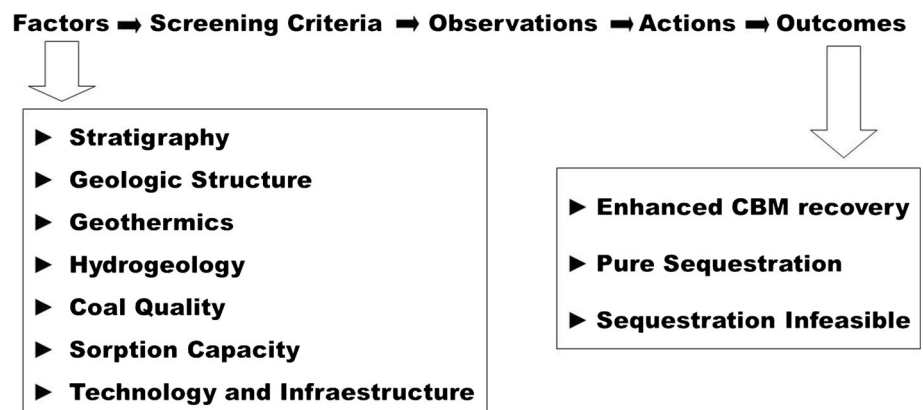 Factors ➡ Screening Criteria ➡ Observations ➡ Actions ➡ Outcomes
► Stratigraphy
► Geologic Structure
► Geothermics
► Hydrogeology
► Coal Quality
► Sorption Capacity
► Technology and Infraestructure
► Enhanced CBM recovery
► Pure Sequestration
► Sequestration Infeasible